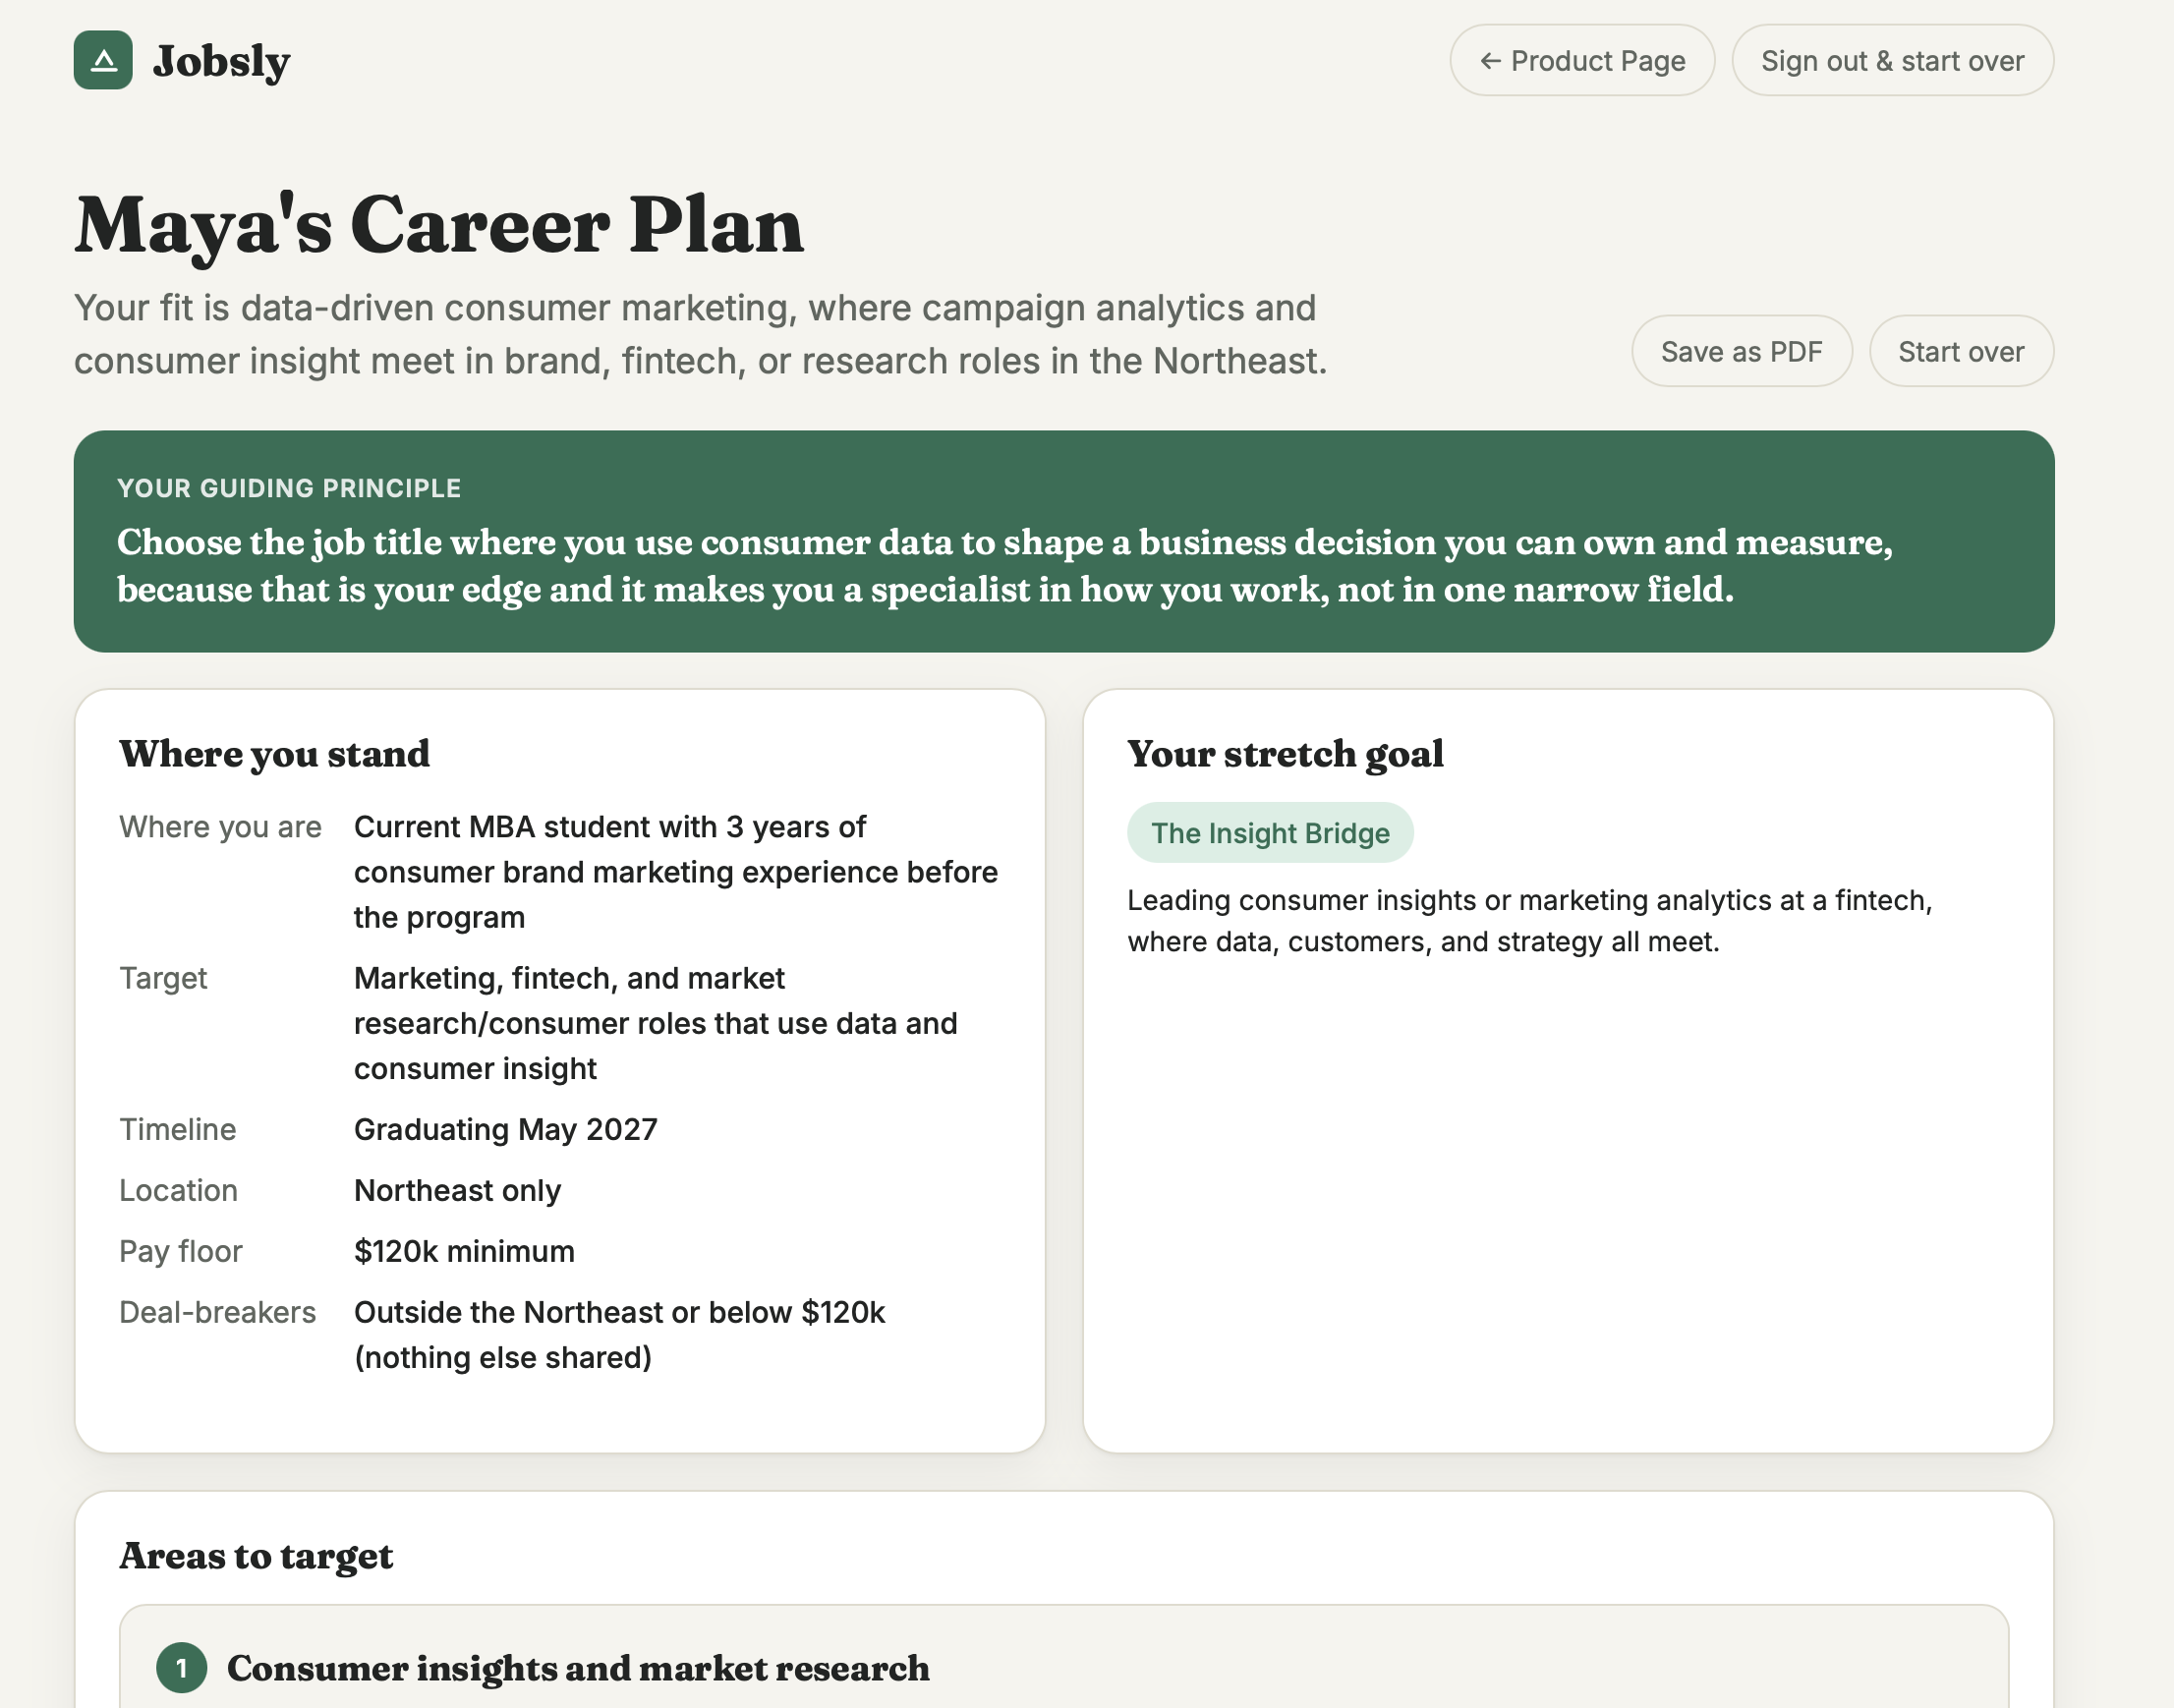 Jobsly
← Product Page
Sign out & start over
Maya's Career Plan
Your fit is data-driven consumer marketing, where campaign analytics and
consumer insight meet in brand, fintech, or research roles in the Northeast.
Save as PDF
Start over
YOUR GUIDING PRINCIPLE
Choose the job title where you use consumer data to shape a business decision you can own and measure,
because that is your edge and it makes you a specialist in how you work, not in one narrow field.
Where you stand
Where you are Current MBA student with 3 years of
consumer brand marketing experience before
the program
Target Marketing, fintech, and market
research/consumer roles that use data and
consumer insight
Timeline Graduating May 2027
Location Northeast only
Pay floor $120k minimum
Deal-breakers Outside the Northeast or below $120k
(nothing else shared)
Your stretch goal
The Insight Bridge
Leading consumer insights or marketing analytics at a fintech,
where data, customers, and strategy all meet.
Areas to target
1 Consumer insights and market research